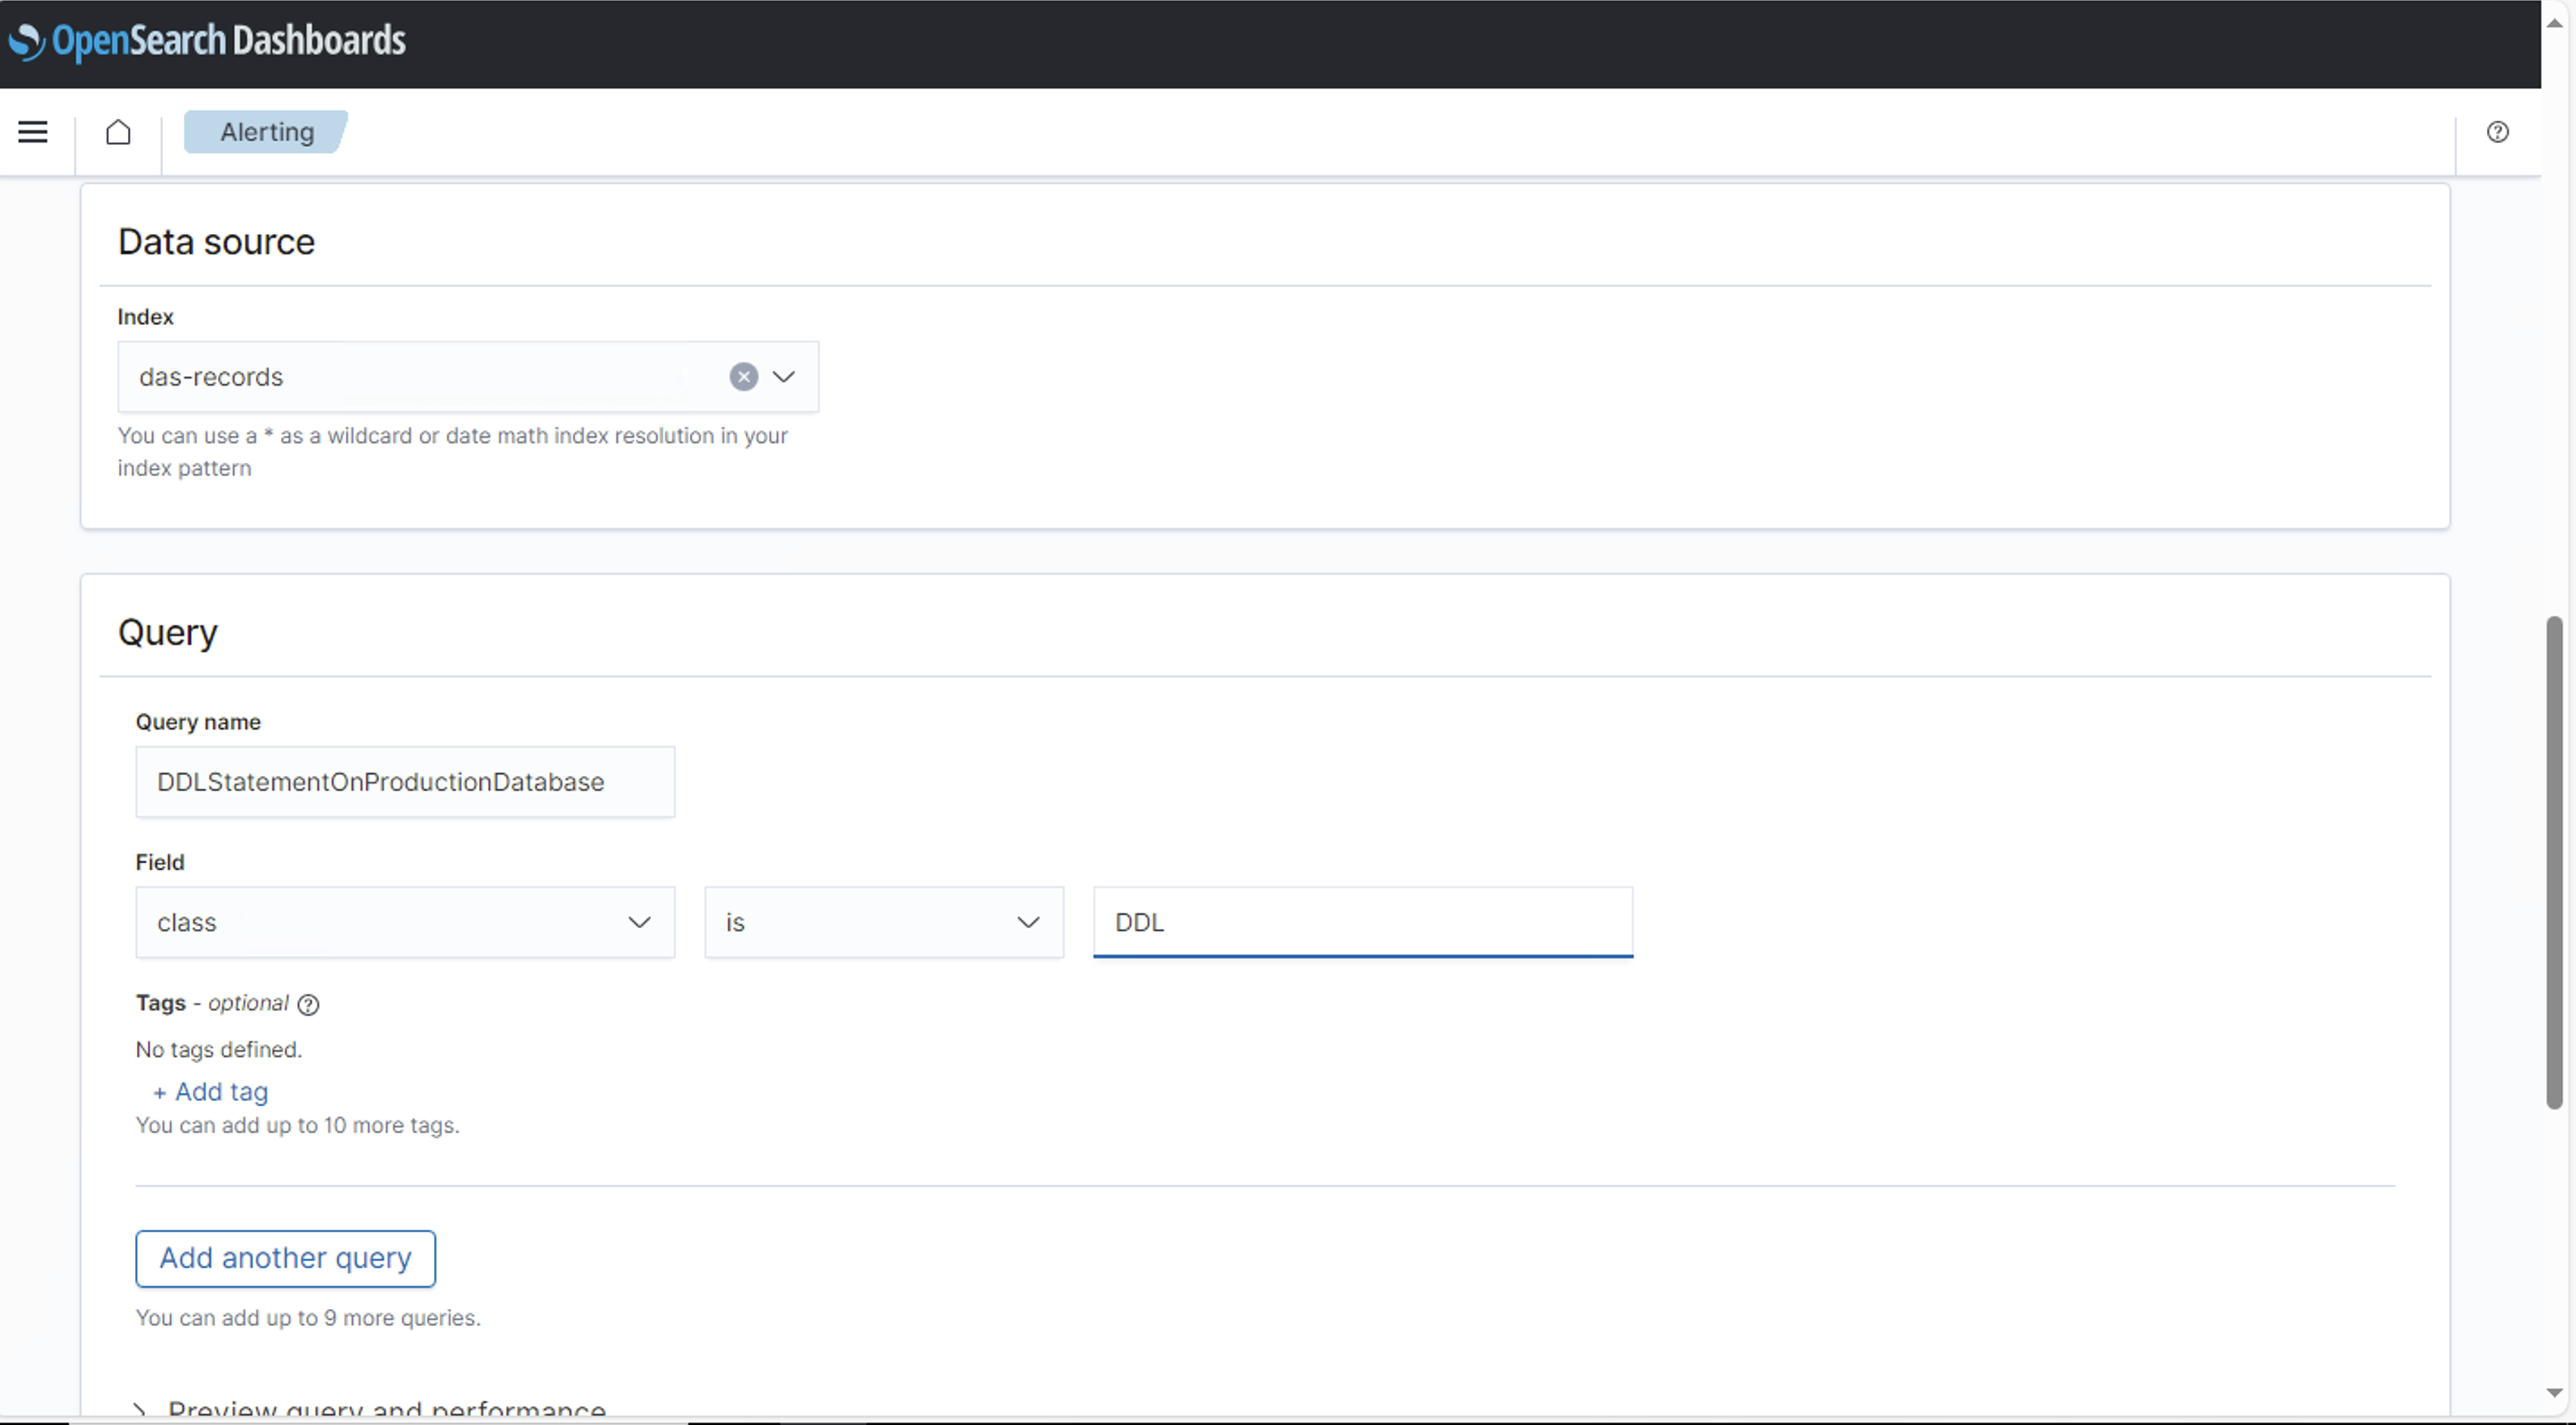 OpenSearch Dashboards
Alerting
Data source
Index
das-records
You can use a * as a wildcard or date math index resolution in your
index pattern
Query
Query name
DDLStatementOnProductionDatabase
Field
class
is
DDL
Tags - optional
No tags defined.
+ Add tag
You can add up to 10 more tags.
Add another query
You can add up to 9 more queries.
Preview query and performance